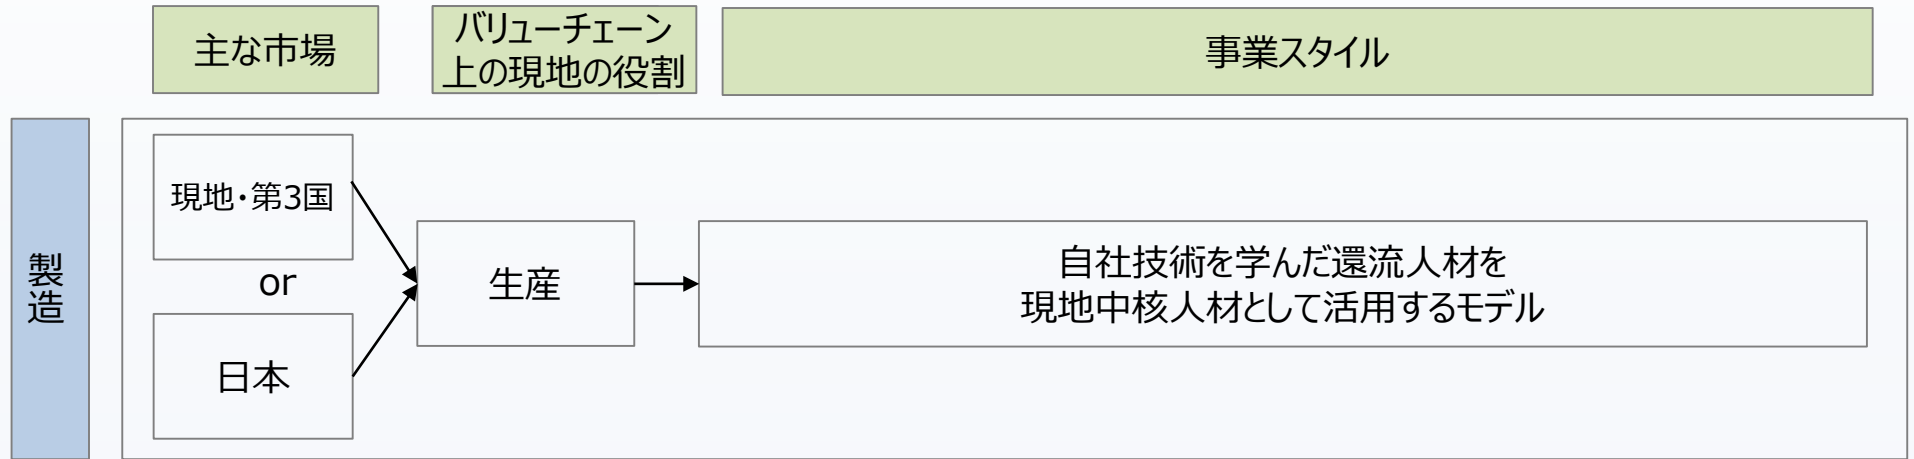 主な市場
バリューチェーン
上の現地の役割
事業スタイル
製造
現地・第3国
or
日本
生産
自社技術を学んだ還流人材を
現地中核人材として活用するモデル